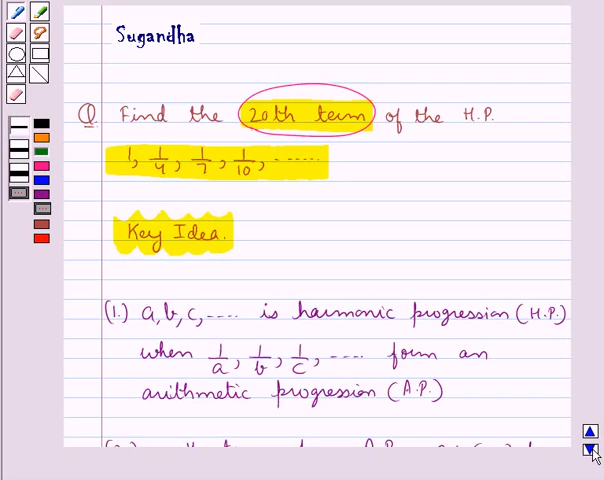 Sugandha
Q. Find the 20th term of the H.P.
1, 1/4, 1/7, 1/10, -......
Key Idea.
(1.) a, b, c, .... is harmonic progression (H.P.)
when 1/a, 1/b, 1/c, .... form an
arithmetic progression (A.P.)